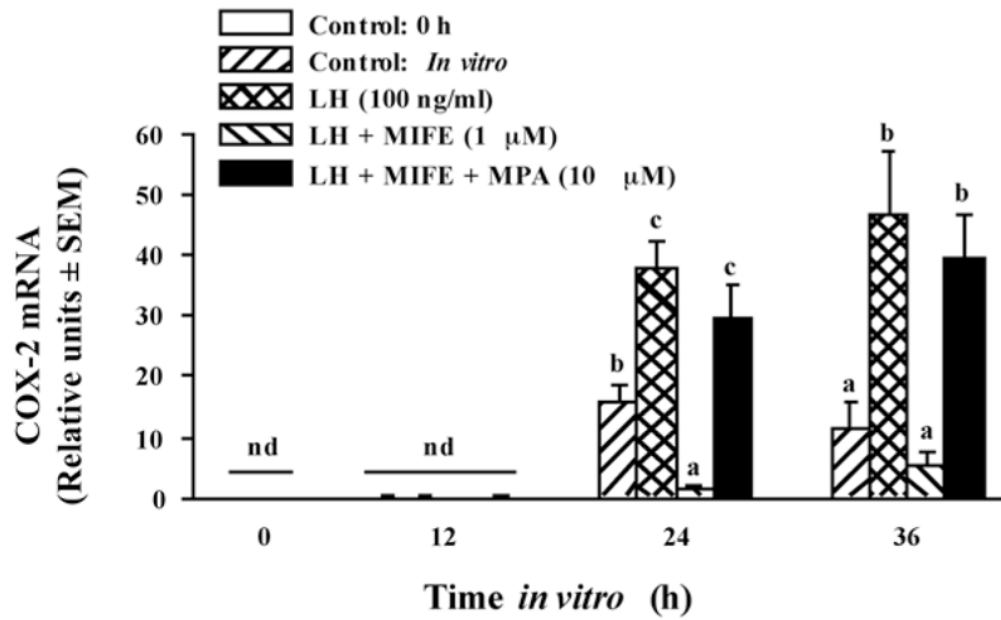 Control: 0 h
Control: In vitro
LH (100 ng/ml)
LH + MIFE (1 μM)
LH + MIFE + MPA (10 μM)
COX-2 mRNA
(Relative units ± SEM)
60
50
40
30
20
10
0
nd
nd
b
c
a
c
a
b
a
b
0
12
24
36
Time in vitro (h)